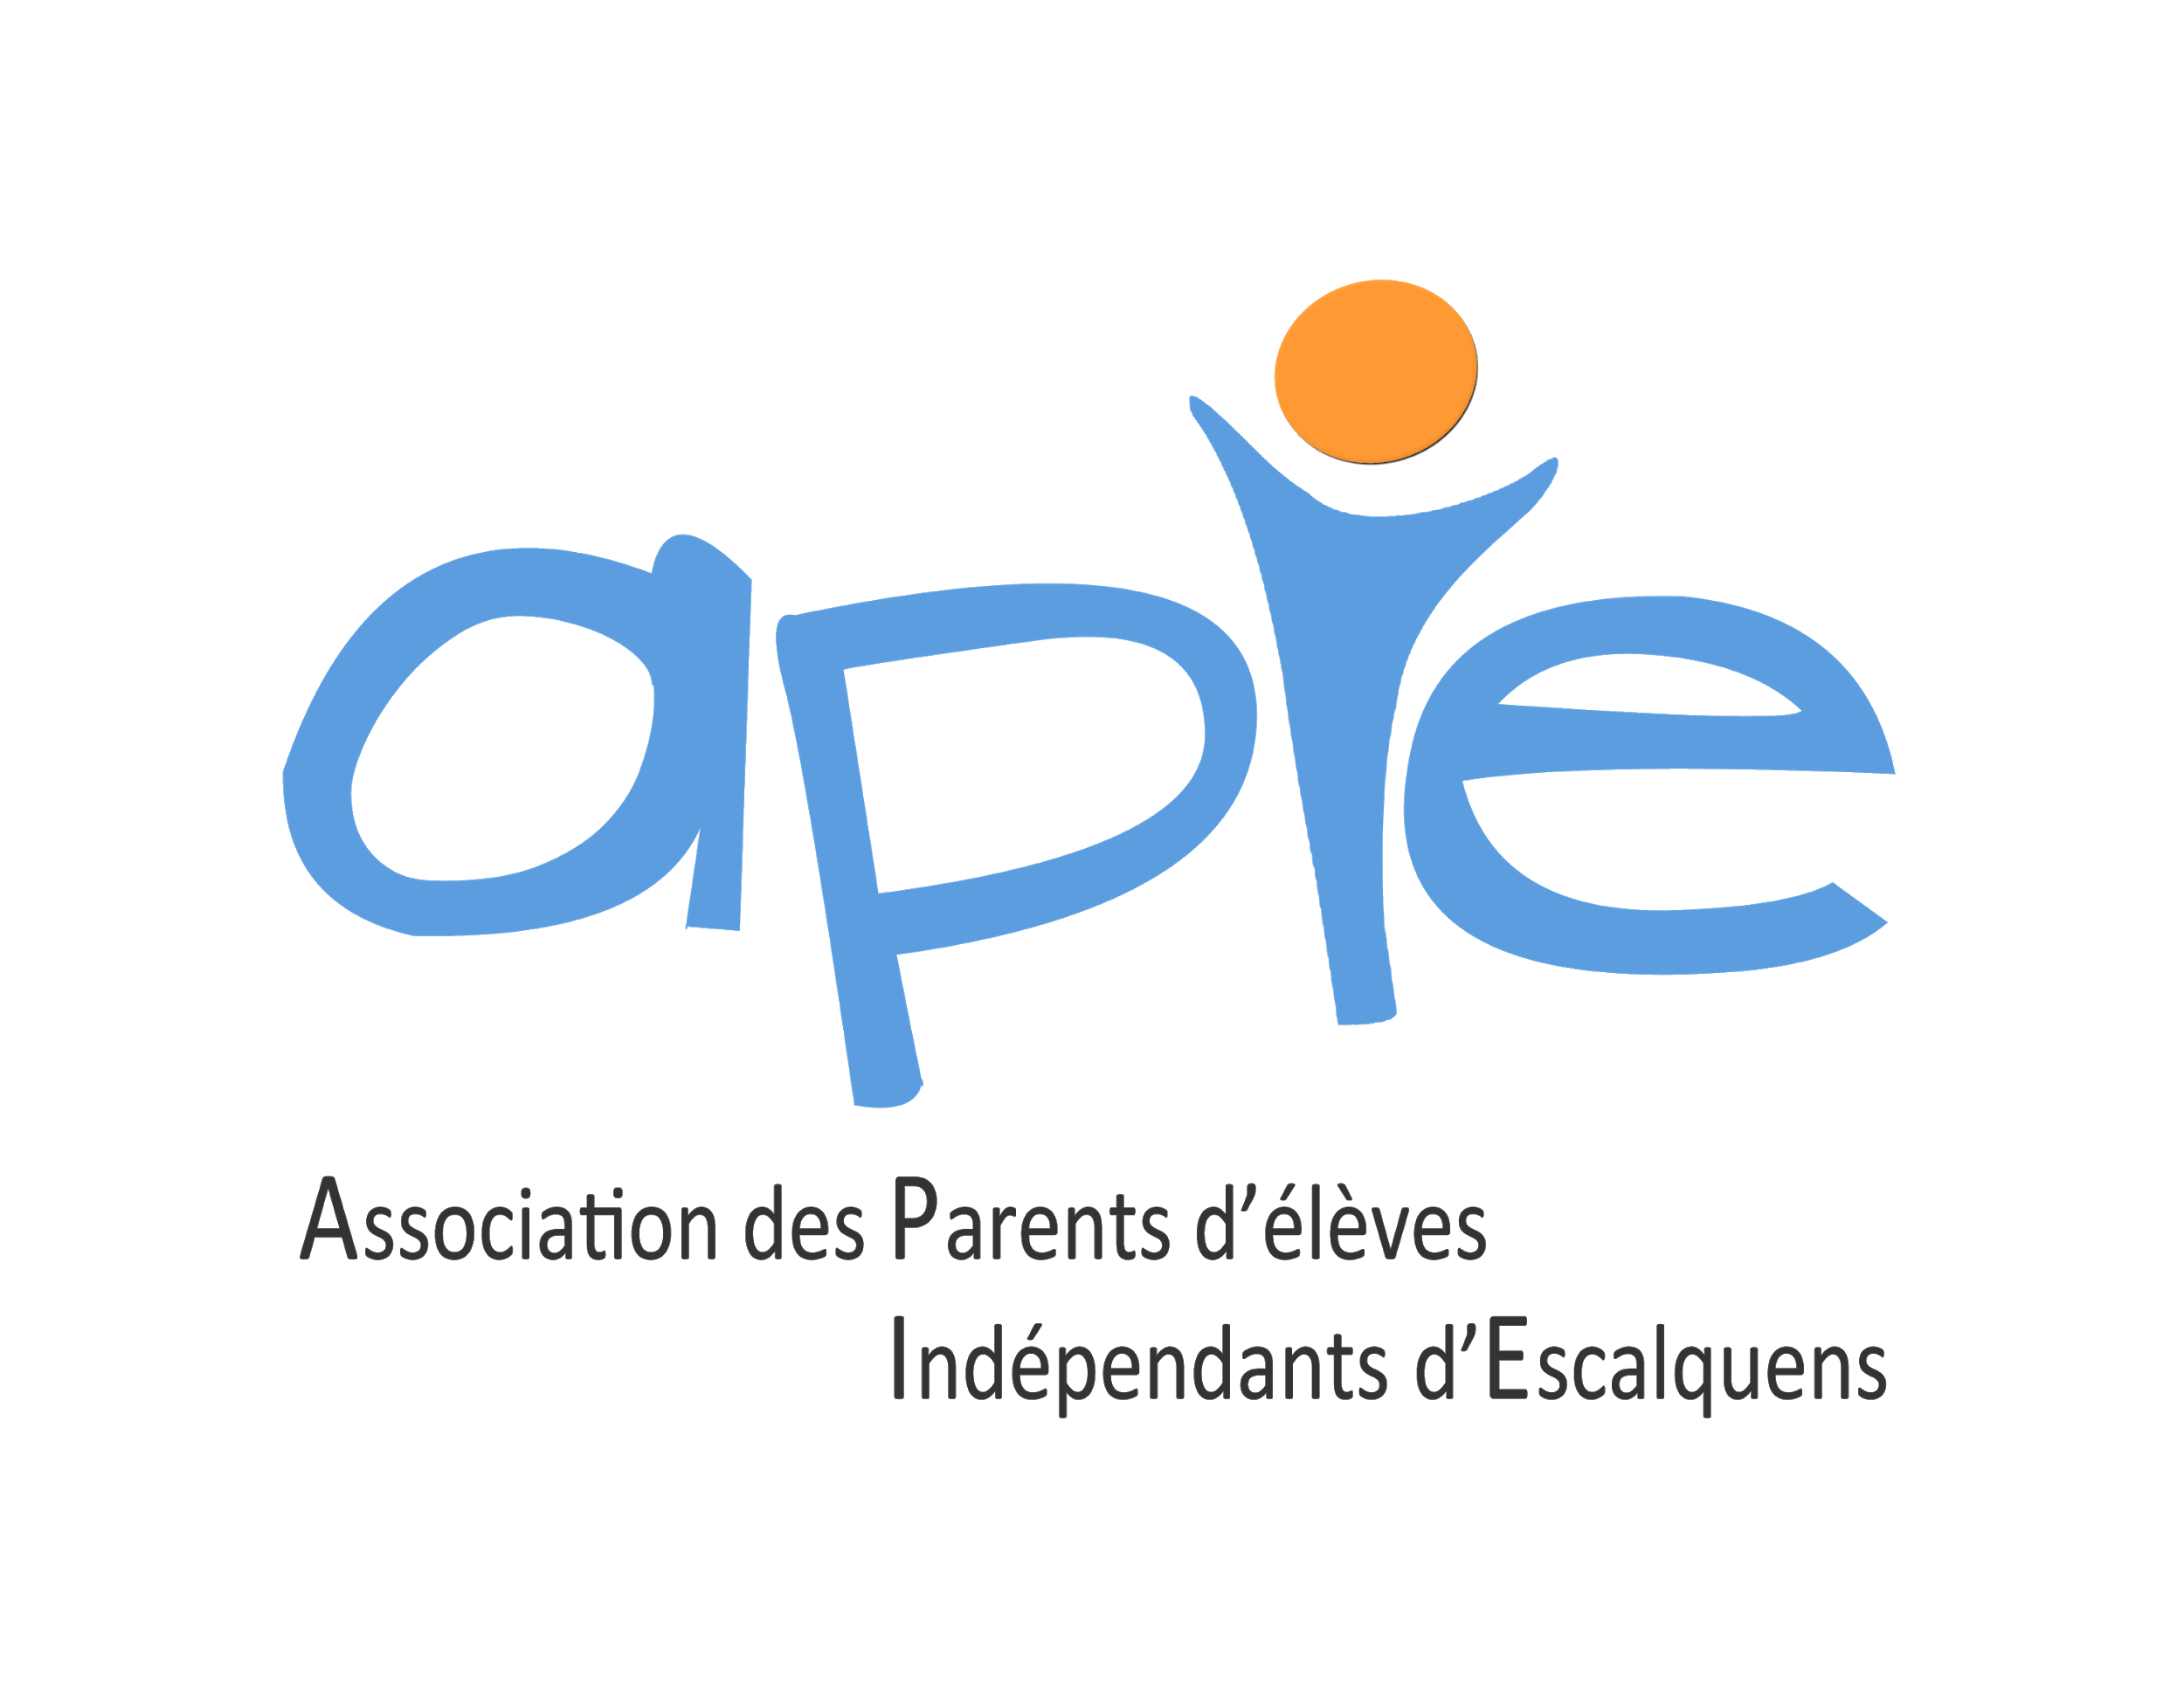 apie
Association des Parents d’élèves
Indépendants d’Escalquens